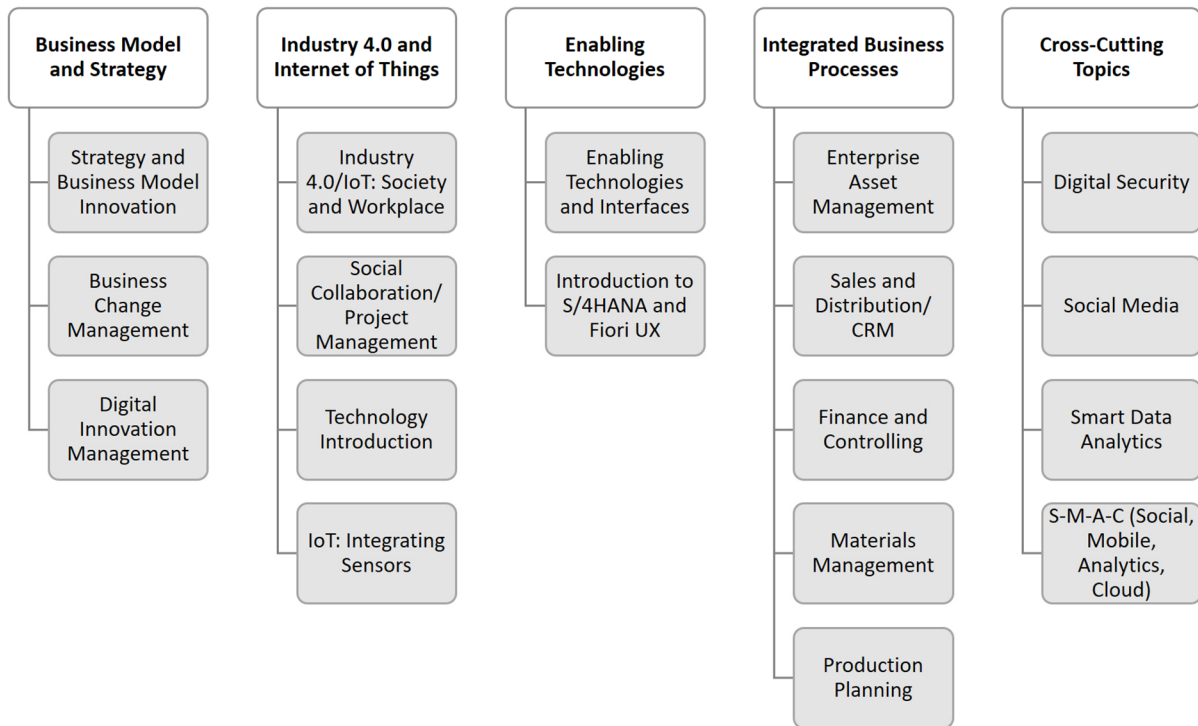 Business Model
and Strategy
Strategy and
Business Model
Innovation
Business
Change
Management
Digital
Innovation
Management
Industry 4.0 and
Internet of Things
Industry
4.0/IoT: Society
and Workplace
Social
Collaboration/
Project
Management
Technology
Introduction
IoT: Integrating
Sensors
Enabling
Technologies
Enabling
Technologies
and Interfaces
Introduction to
S/4HANA and
Fiori UX
Integrated Business
Processes
Enterprise
Asset
Management
Sales and
Distribution/
CRM
Finance and
Controlling
Materials
Management
Production
Planning
Cross-Cutting
Topics
Digital Security
Social Media
Smart Data
Analytics
S-M-A-C (Social,
Mobile,
Analytics,
Cloud)